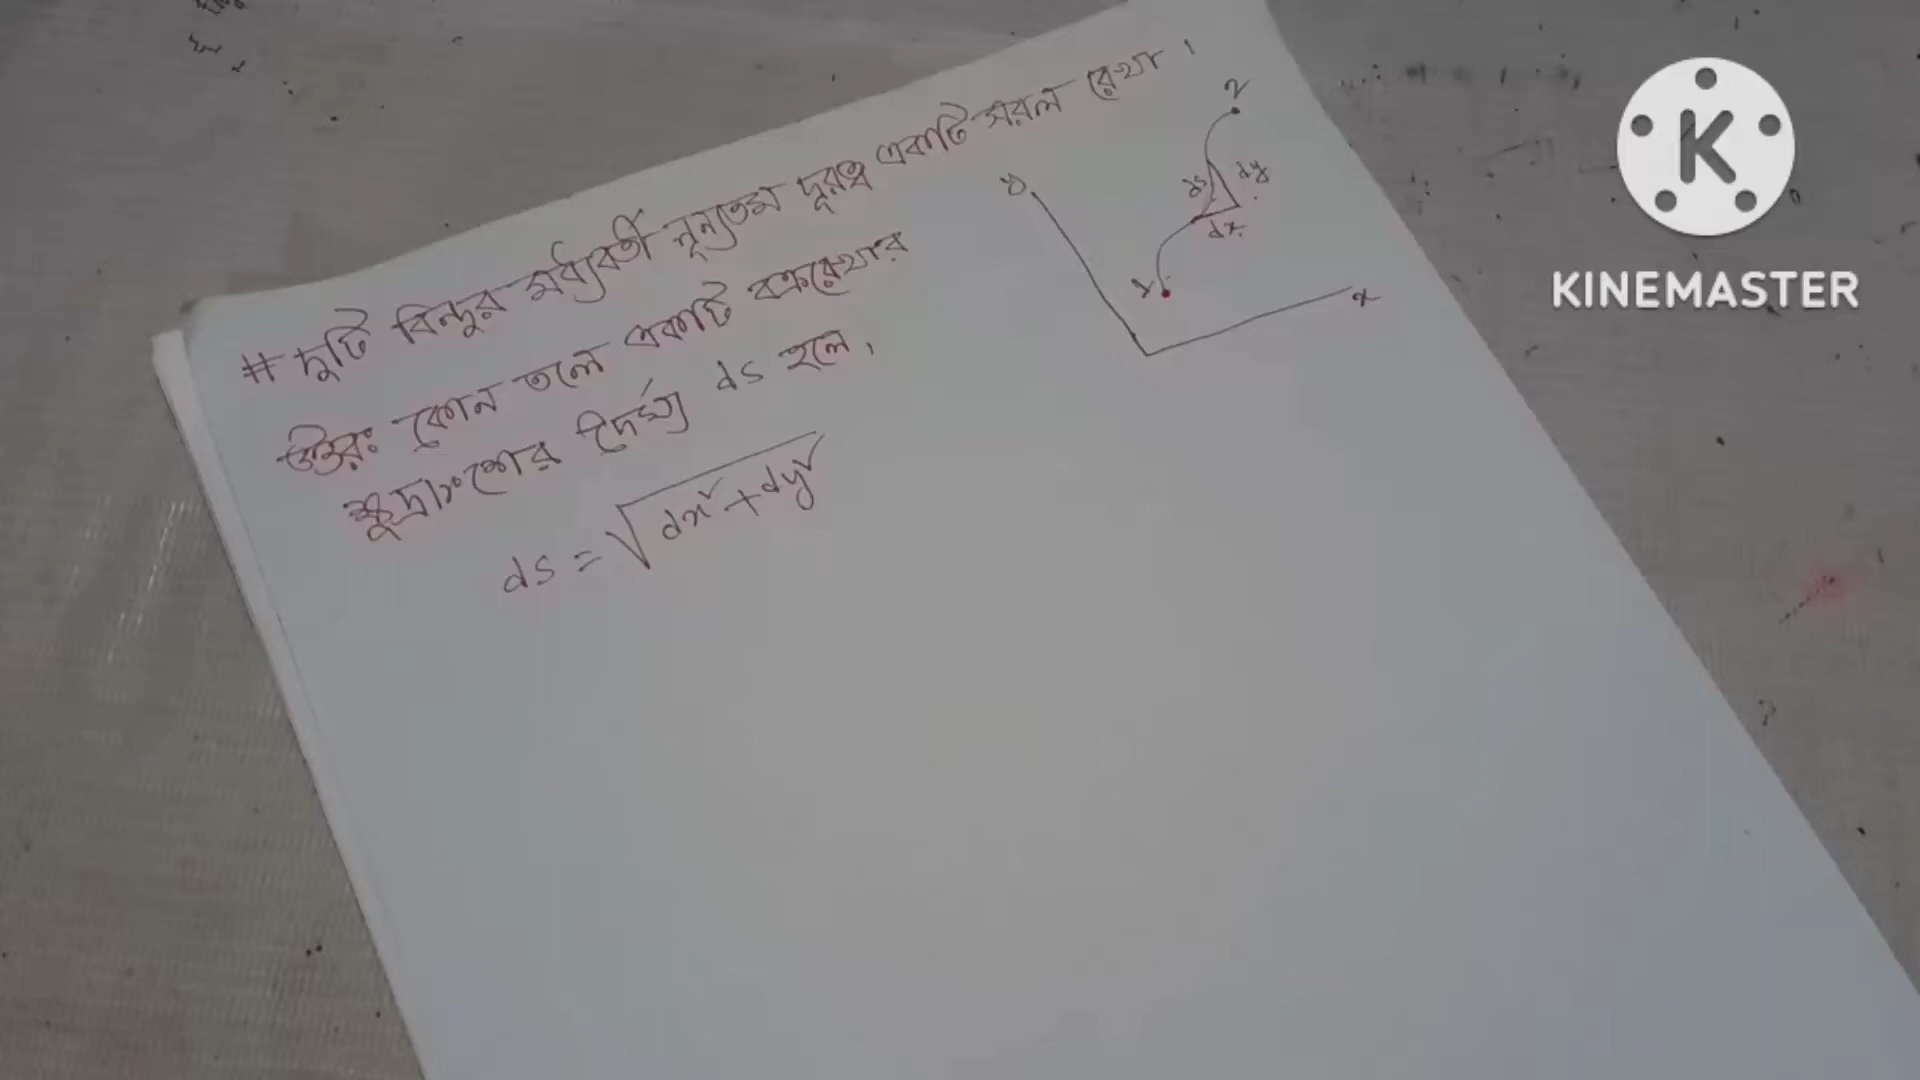 # দুটি বিন্দুর মধ্যবর্তী নূন্যতম দূরত্ব একটি সরল রেখা।
উত্তরঃ কোন তলে একটি বক্ররেখার
ক্ষুদ্রাংশের দৈর্ঘ্য ds হলে,
ds = √dx² + dy²
y
2
ds
dy
dx
1
x
K
KINEMASTER